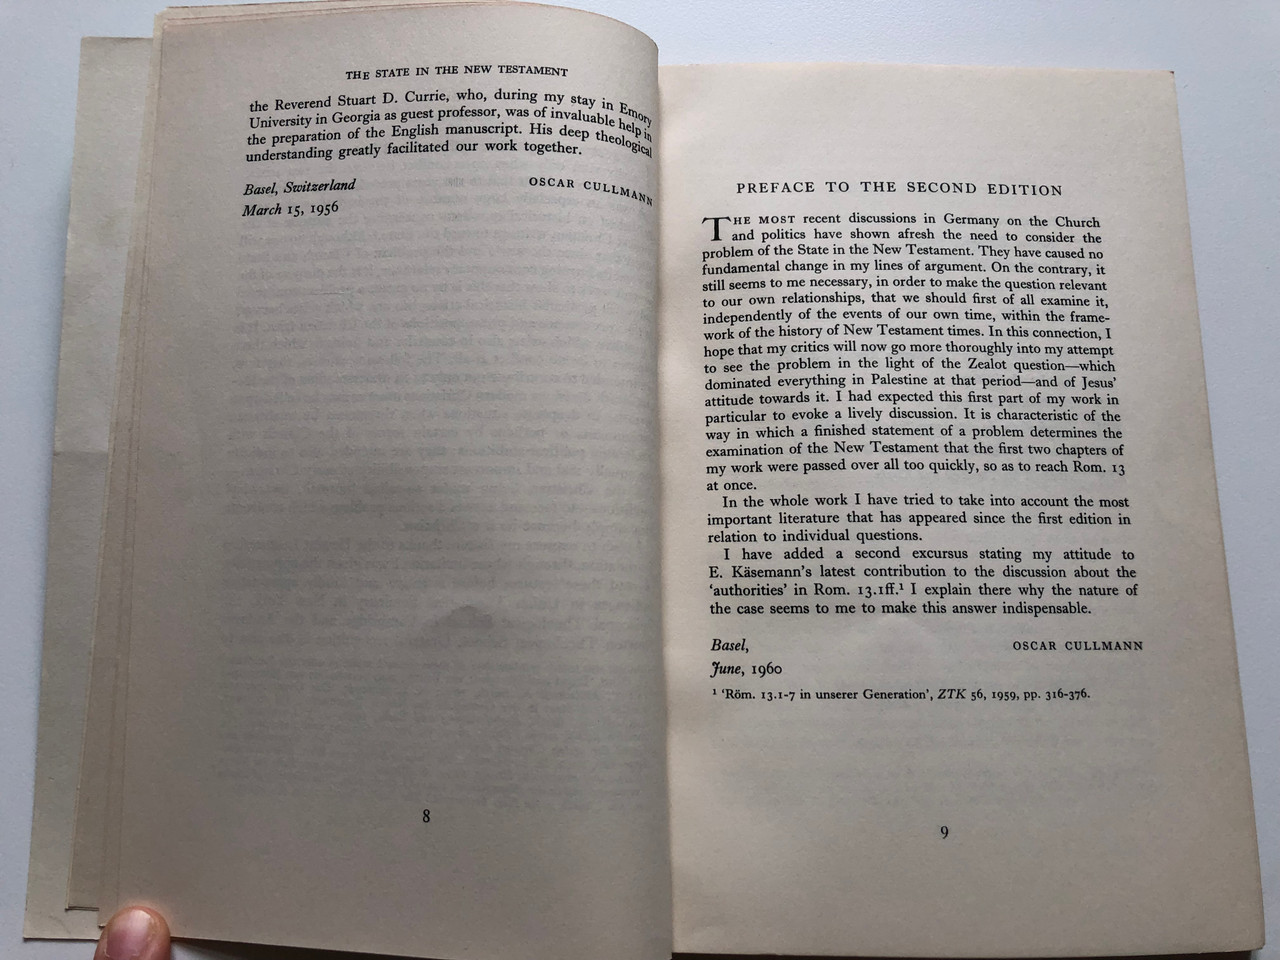 THE STATE IN THE NEW TESTAMENT
the Reverend Stuart D. Currie, who, during my stay in Emory
University in Georgia as guest professor, was of invaluable help in
the preparation of the English manuscript. His deep theological
understanding greatly facilitated our work together.
Basel, Switzerland OSCAR CULLMANN
March 15, 1956
8
PREFACE TO THE SECOND EDITION
THE MOST recent discussions in Germany on the Church
and politics have shown afresh the need to consider the
problem of the State in the New Testament. They have caused no
fundamental change in my lines of argument. On the contrary, it
still seems to me necessary, in order to make the question relevant
to our own relationships, that we should first of all examine it,
independently of the events of our own time, within the frame-
work of the history of New Testament times. In this connection, I
hope that my critics will now go more thoroughly into my attempt
to see the problem in the light of the Zealot question—which
dominated everything in Palestine at that period—and of Jesus'
attitude towards it. I had expected this first part of my work in
particular to evoke a lively discussion. It is characteristic of the
way in which a finished statement of a problem determines the
examination of the New Testament that the first two chapters of
my work were passed over all too quickly, so as to reach Rom. 13
at once.
In the whole work I have tried to take into account the most
important literature that has appeared since the first edition in
relation to individual questions.
I have added a second excursus stating my attitude to
E. Käsemann's latest contribution to the discussion about the
'authorities' in Rom. 13.1ff.¹ I explain there why the nature of
the case seems to me to make this answer indispensable.
Basel, OSCAR CULLMANN
June, 1960
¹ 'Röm. 13.1-7 in unserer Generation', ZTK 56, 1959, pp. 316-376.
9